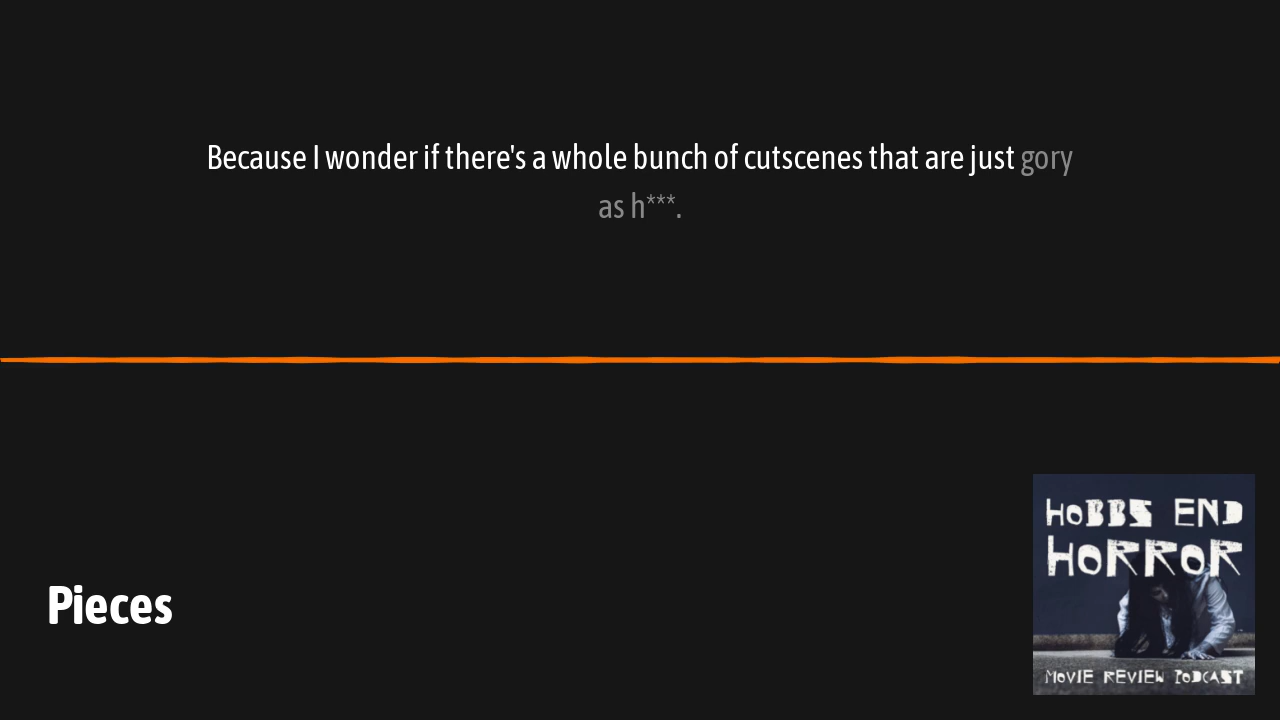 Because I wonder if there's a whole bunch of cutscenes that are just gory
as h***.
Pieces
HOBBS END
HORROR
MOVIE REVIEW PODCAST